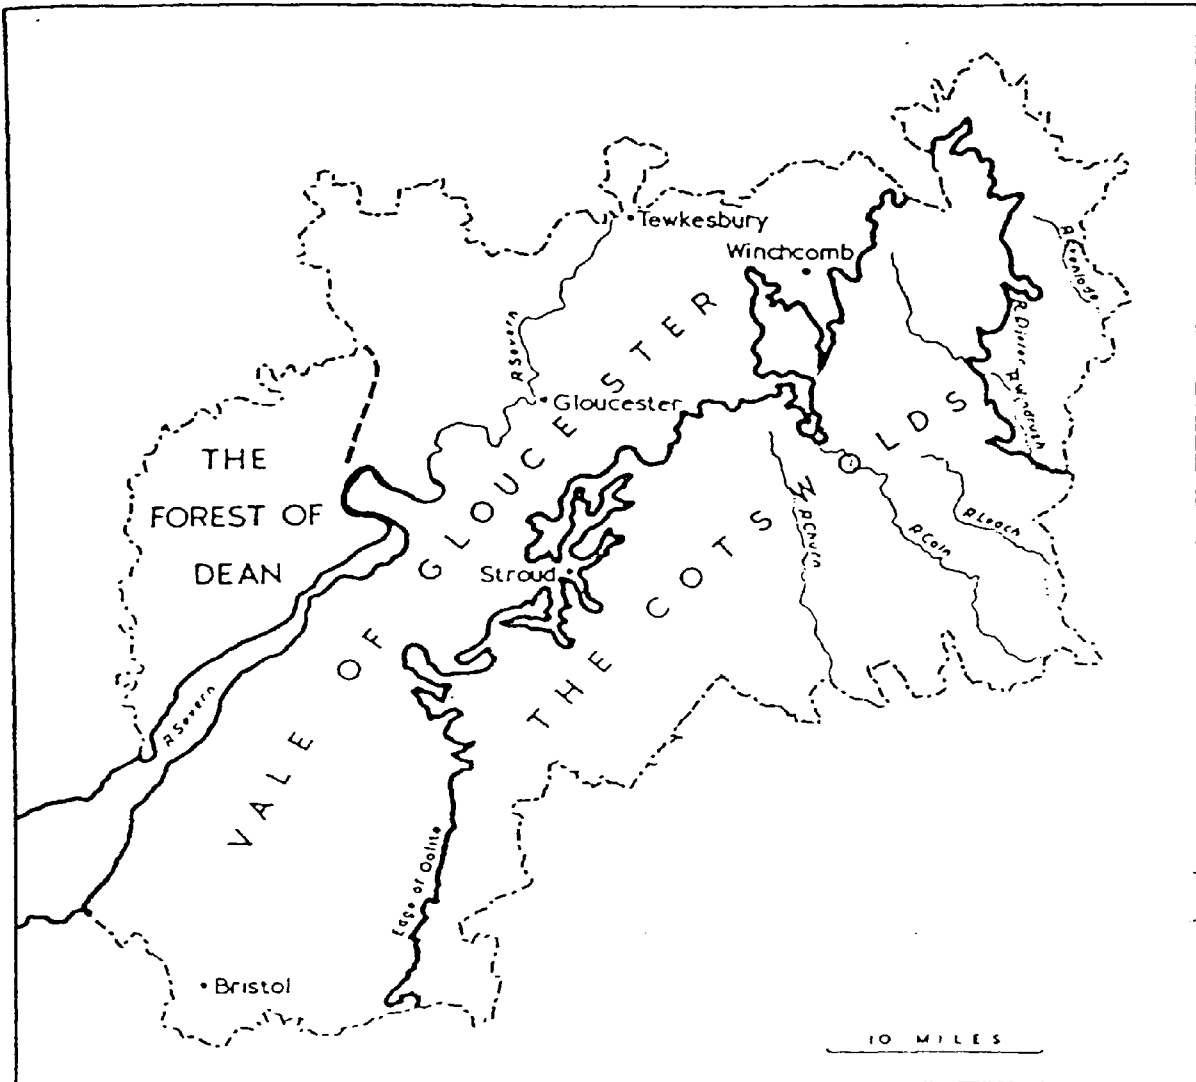 Tewkesbury
Winchcomb
R Evenlode
R Severn
R Dikler
R Windrush
Gloucester
THE
FOREST OF
DEAN
VALE OF GLOUCESTER
THE COTSWOLDS
R Churn
R Coln
R Leach
Stroud
R Severn
Edge of Oolite
Bristol
10 MILES